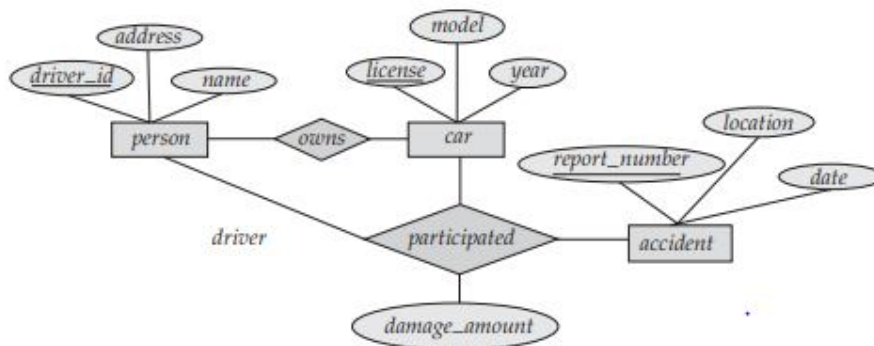 model
address
driver_id
name
license
year
person
owns
car
location
report_number
date
driver
participated
accident
damage_amount